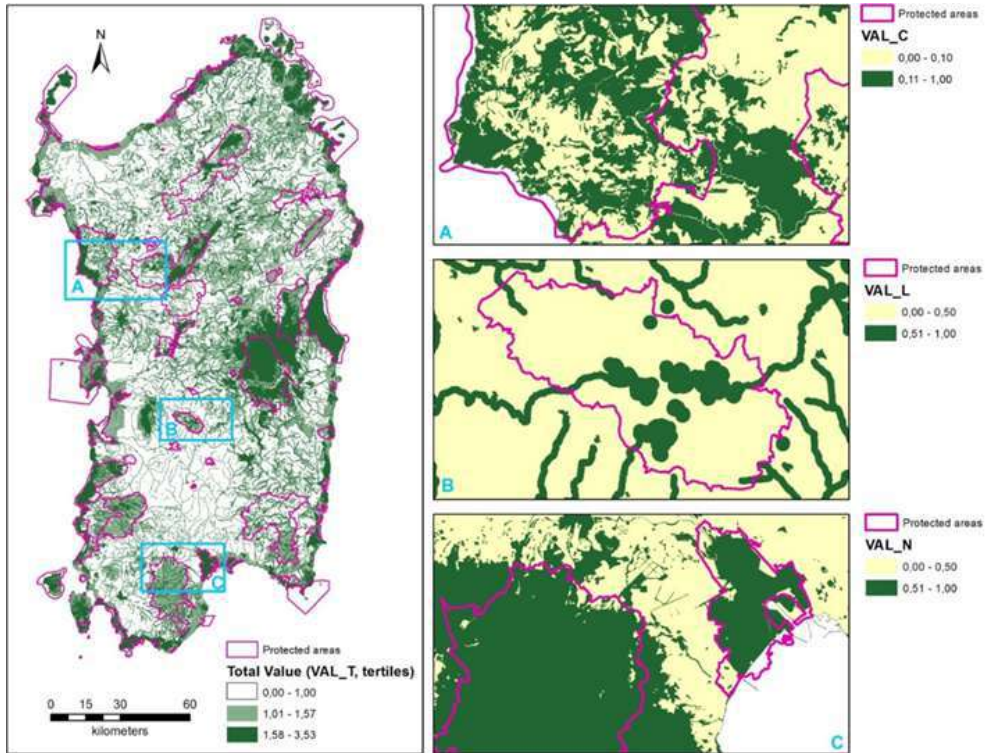 N
A
B
C
Protected areas
Total Value (VAL_T, tertiles)
0,00 - 1,00
1,01 - 1,57
1,58 - 3,53
0 15 30 60
kilometers
Protected areas
VAL_C
0,00 - 0,10
0,11 - 1,00
A
Protected areas
VAL_L
0,00 - 0,50
0,51 - 1,00
B
Protected areas
VAL_N
0,00 - 0,50
0,51 - 1,00
C